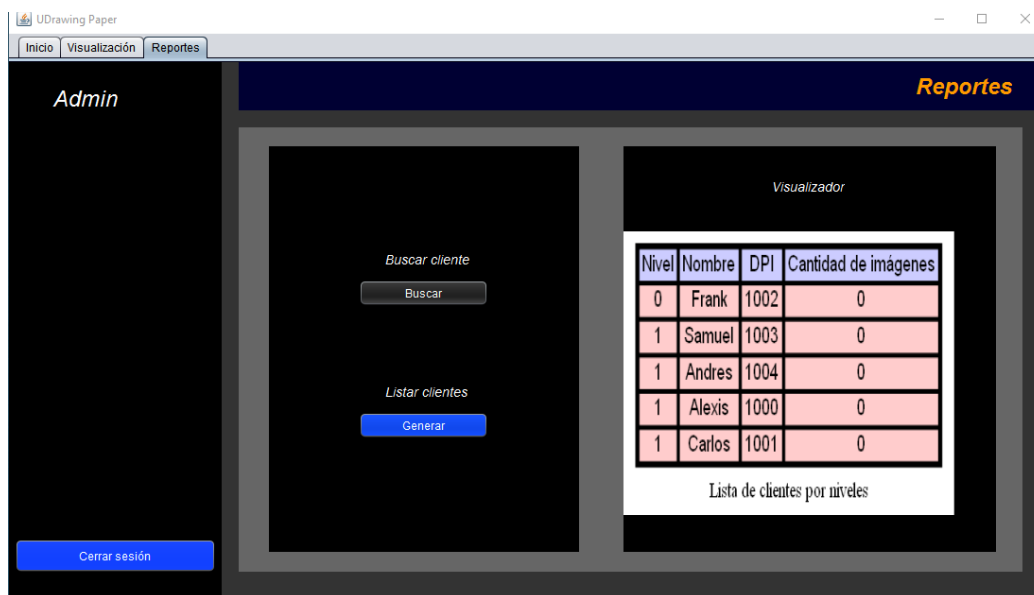 UDrawing Paper
Inicio Visualización Reportes
Admin
Reportes
Buscar cliente
Buscar
Listar clientes
Generar
Cerrar sesión
Visualizador
Nivel Nombre DPI Cantidad de imágenes
0 Frank 1002 0
1 Samuel 1003 0
1 Andres 1004 0
1 Alexis 1000 0
1 Carlos 1001 0
Lista de clientes por niveles